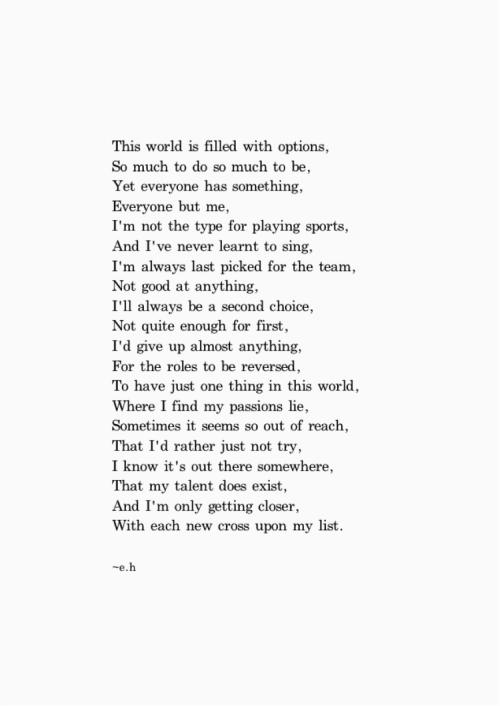 This world is filled with options,
So much to do so much to be,
Yet everyone has something,
Everyone but me,
I'm not the type for playing sports,
And I've never learnt to sing,
I'm always last picked for the team,
Not good at anything,
I'll always be a second choice,
Not quite enough for first,
I'd give up almost anything,
For the roles to be reversed,
To have just one thing in this world,
Where I find my passions lie,
Sometimes it seems so out of reach,
That I'd rather just not try,
I know it's out there somewhere,
That my talent does exist,
And I'm only getting closer,
With each new cross upon my list.
~e.h